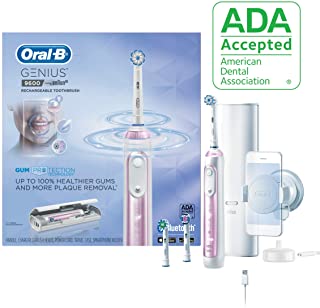 Oral-B
GENIUS
9600
RECHARGEABLE TOOTHBRUSH
GUM PROTECTION
UP TO 100% HEALTHIER GUMS
AND MORE PLAQUE REMOVAL
Bluetooth
ADA
Accepted
American
Dental
Association